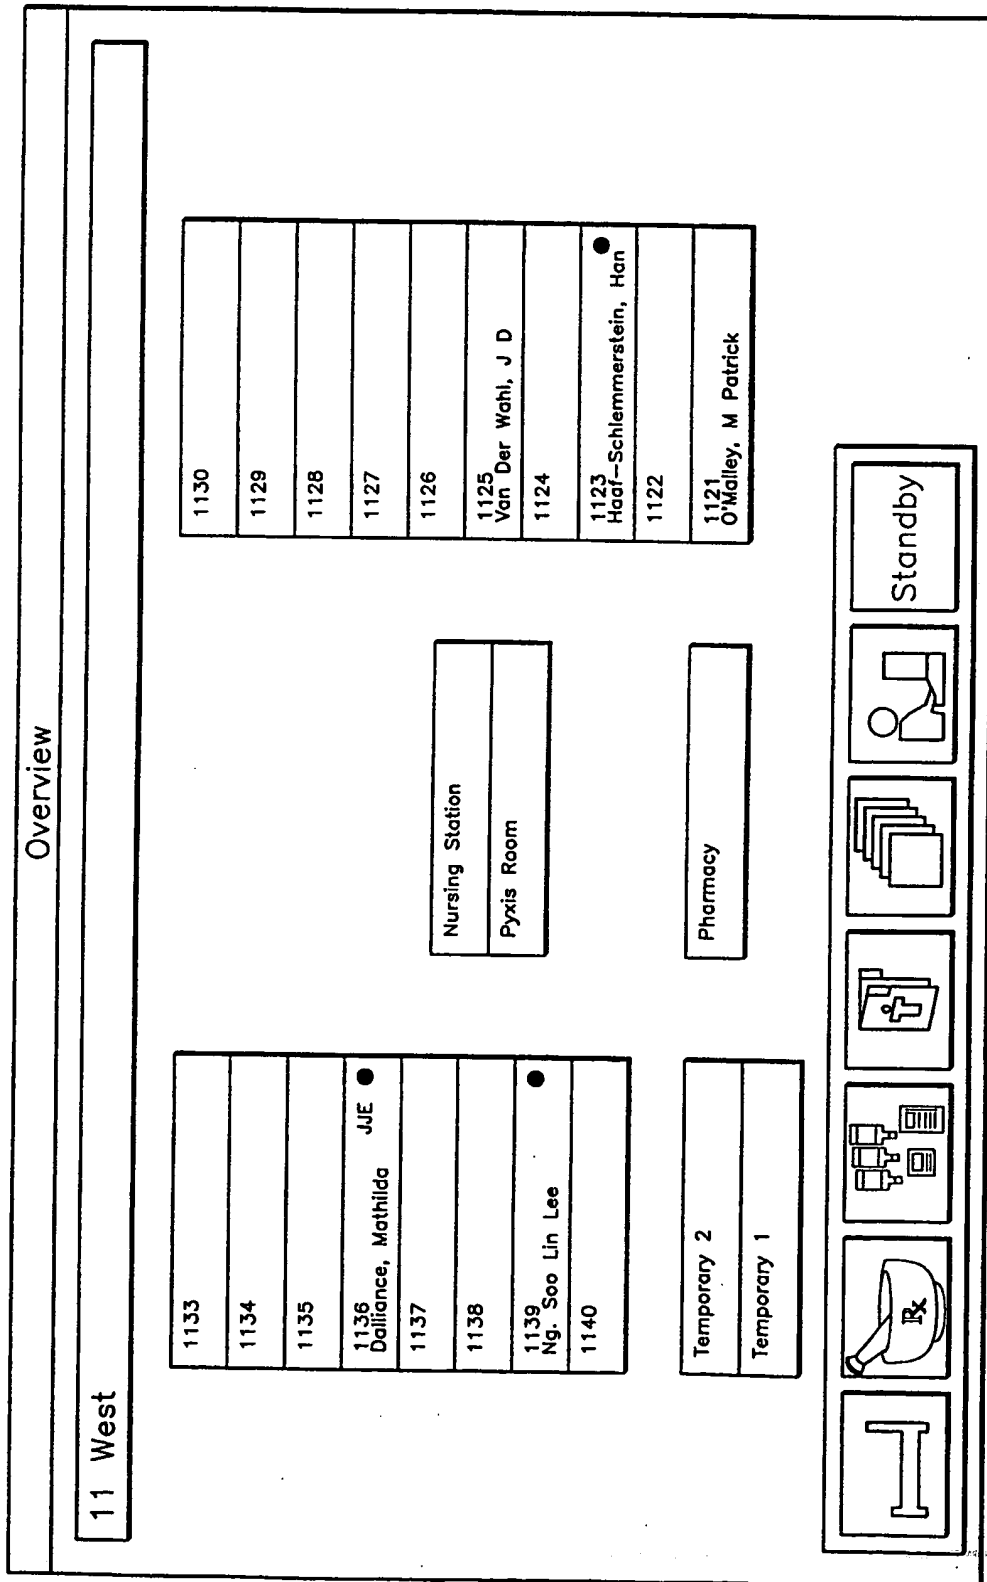 Overview
11 West
1133
1134
1135
1136
Dalliance, Mathilda JJE
1137
1138
1139
Ng. Soo Lin Lee
1140
Temporary 2
Temporary 1
Nursing Station
Pyxis Room
Pharmacy
1130
1129
1128
1127
1126
1125
Van Der Wahl, J D
1124
1123
Haaf-Schlemmerstein, Han
1122
1121
O'Malley, M Patrick
Rx
Standby